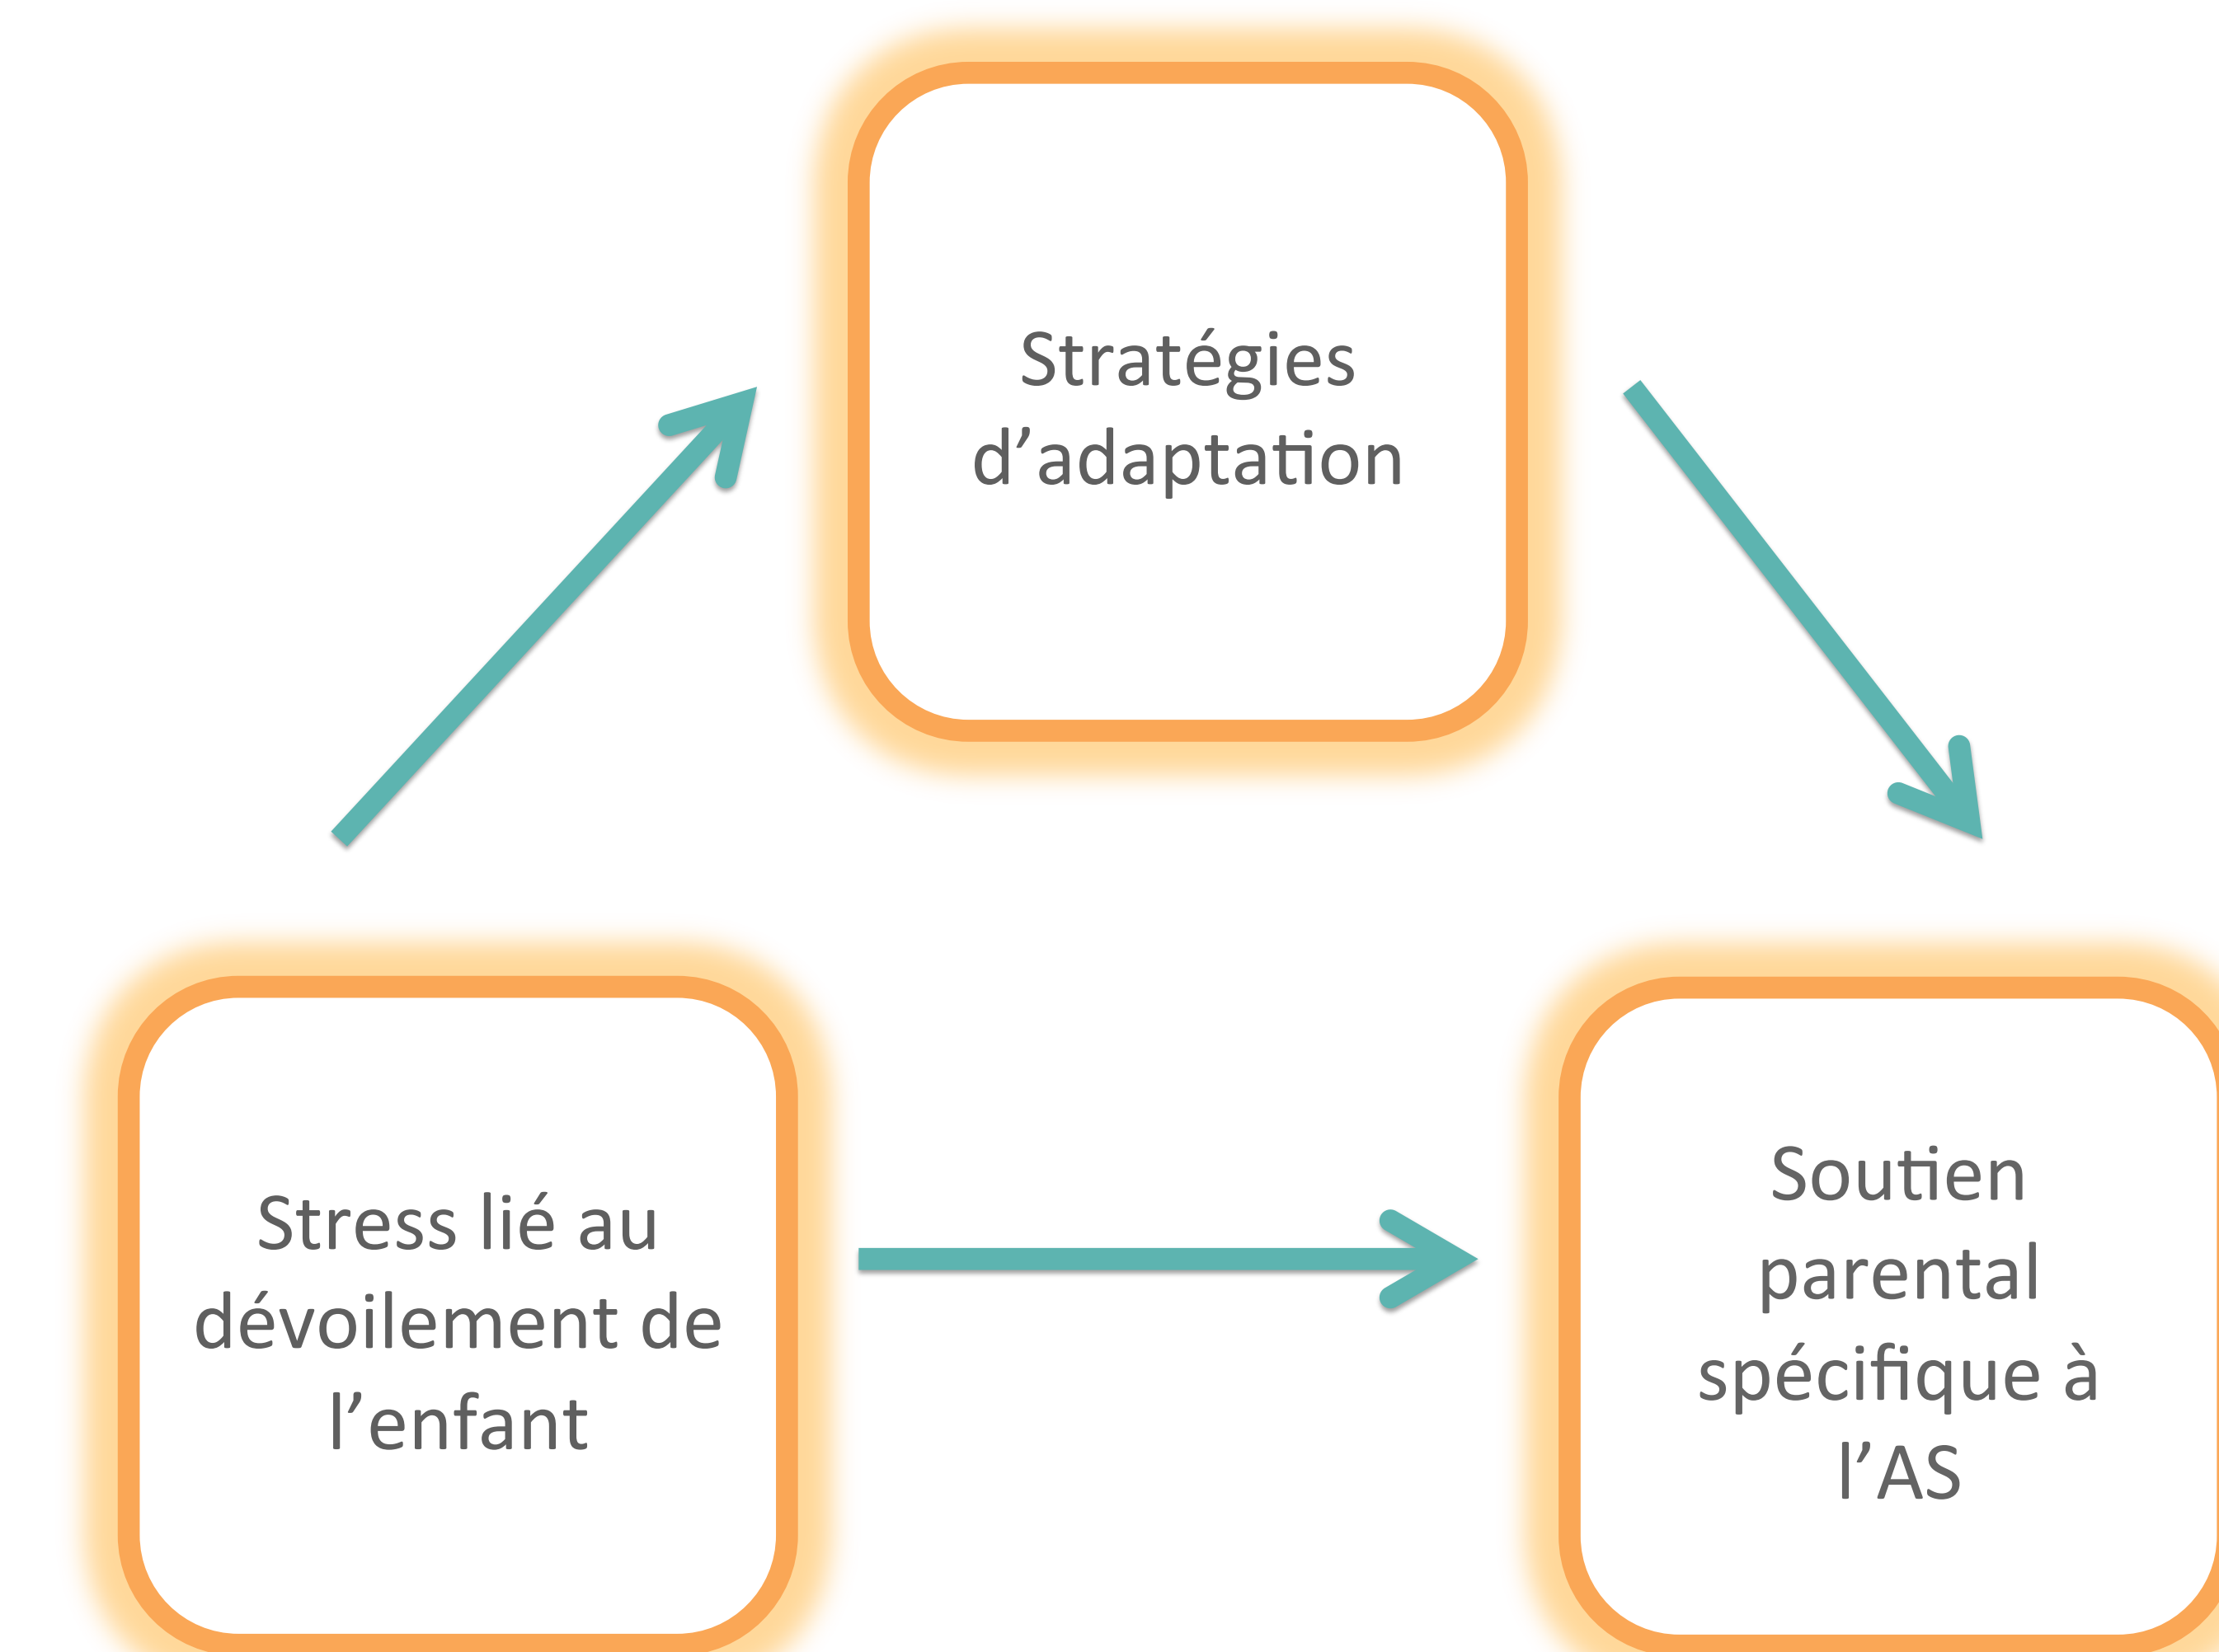 Stratégies
d’adaptation
Stress lié au
dévoilement de
l’enfant
Soutien
parental
spécifique à
l’AS